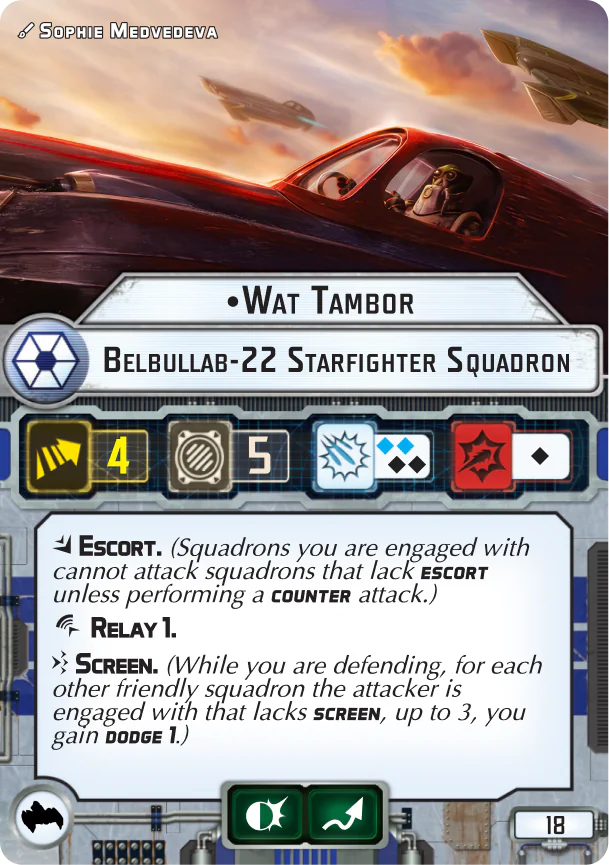 Sophie Medvedeva
•Wat Tambor
Belbullab-22 Starfighter Squadron
4 5
Escort. (Squadrons you are engaged with
cannot attack squadrons that lack escort
unless performing a counter attack.)
Relay 1.
Screen. (While you are defending, for each
other friendly squadron the attacker is
engaged with that lacks screen, up to 3, you
gain dodge 1.)
18